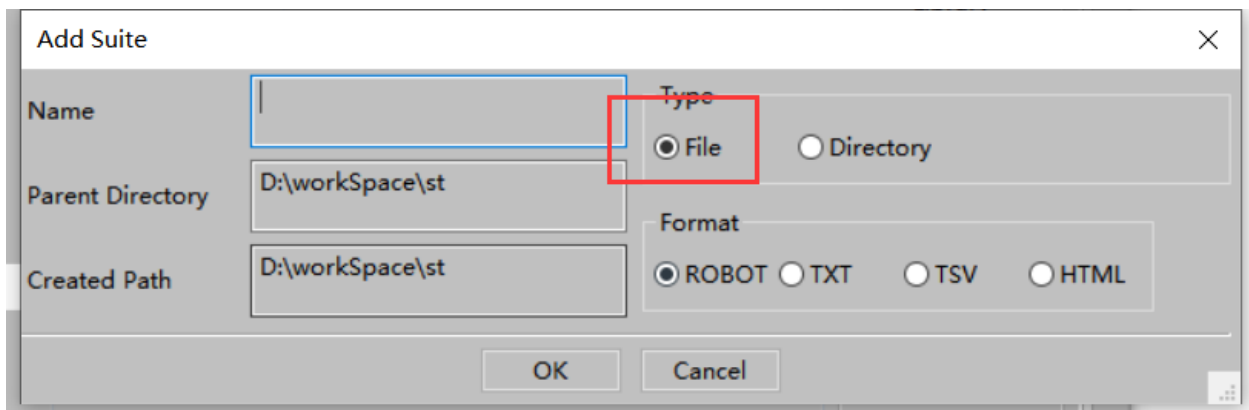 Add Suite
Name
Type
File Directory
Parent Directory D:\workSpace\st
Format
Created Path D:\workSpace\st
ROBOT TXT TSV HTML
OK Cancel